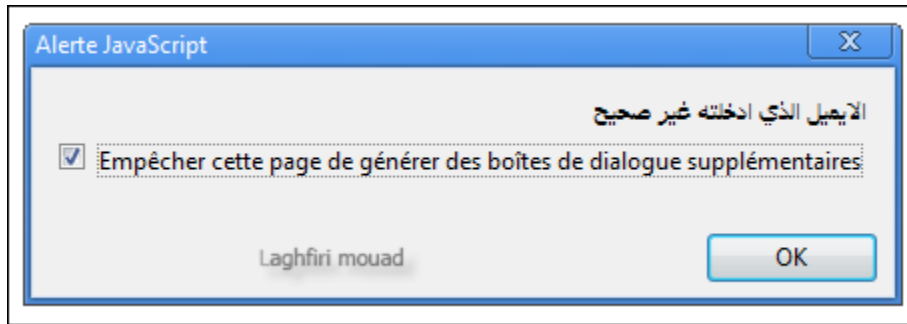 Alerte JavaScript
الايميل الذي ادخلته غير صحيح
Empêcher cette page de générer des boîtes de dialogue supplémentaires
Laghfiri mouad
OK